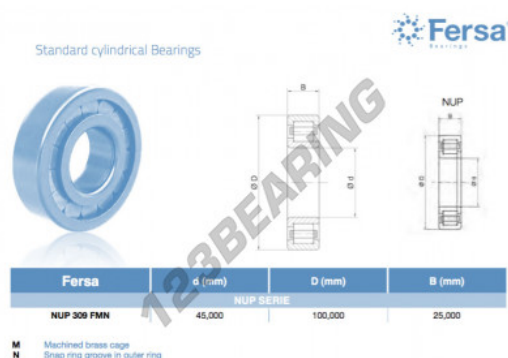 Fersa
Bearings
Standard cylindrical Bearings
B
Ø D
Ø d
NUP
B
Ø D
Ø d
123BEARING
Fersa d (mm) D (mm) B (mm)
NUP SERIE
NUP 309 FMN 45,000 100,000 25,000
M Machined brass cage
N Snap ring groove in outer ring